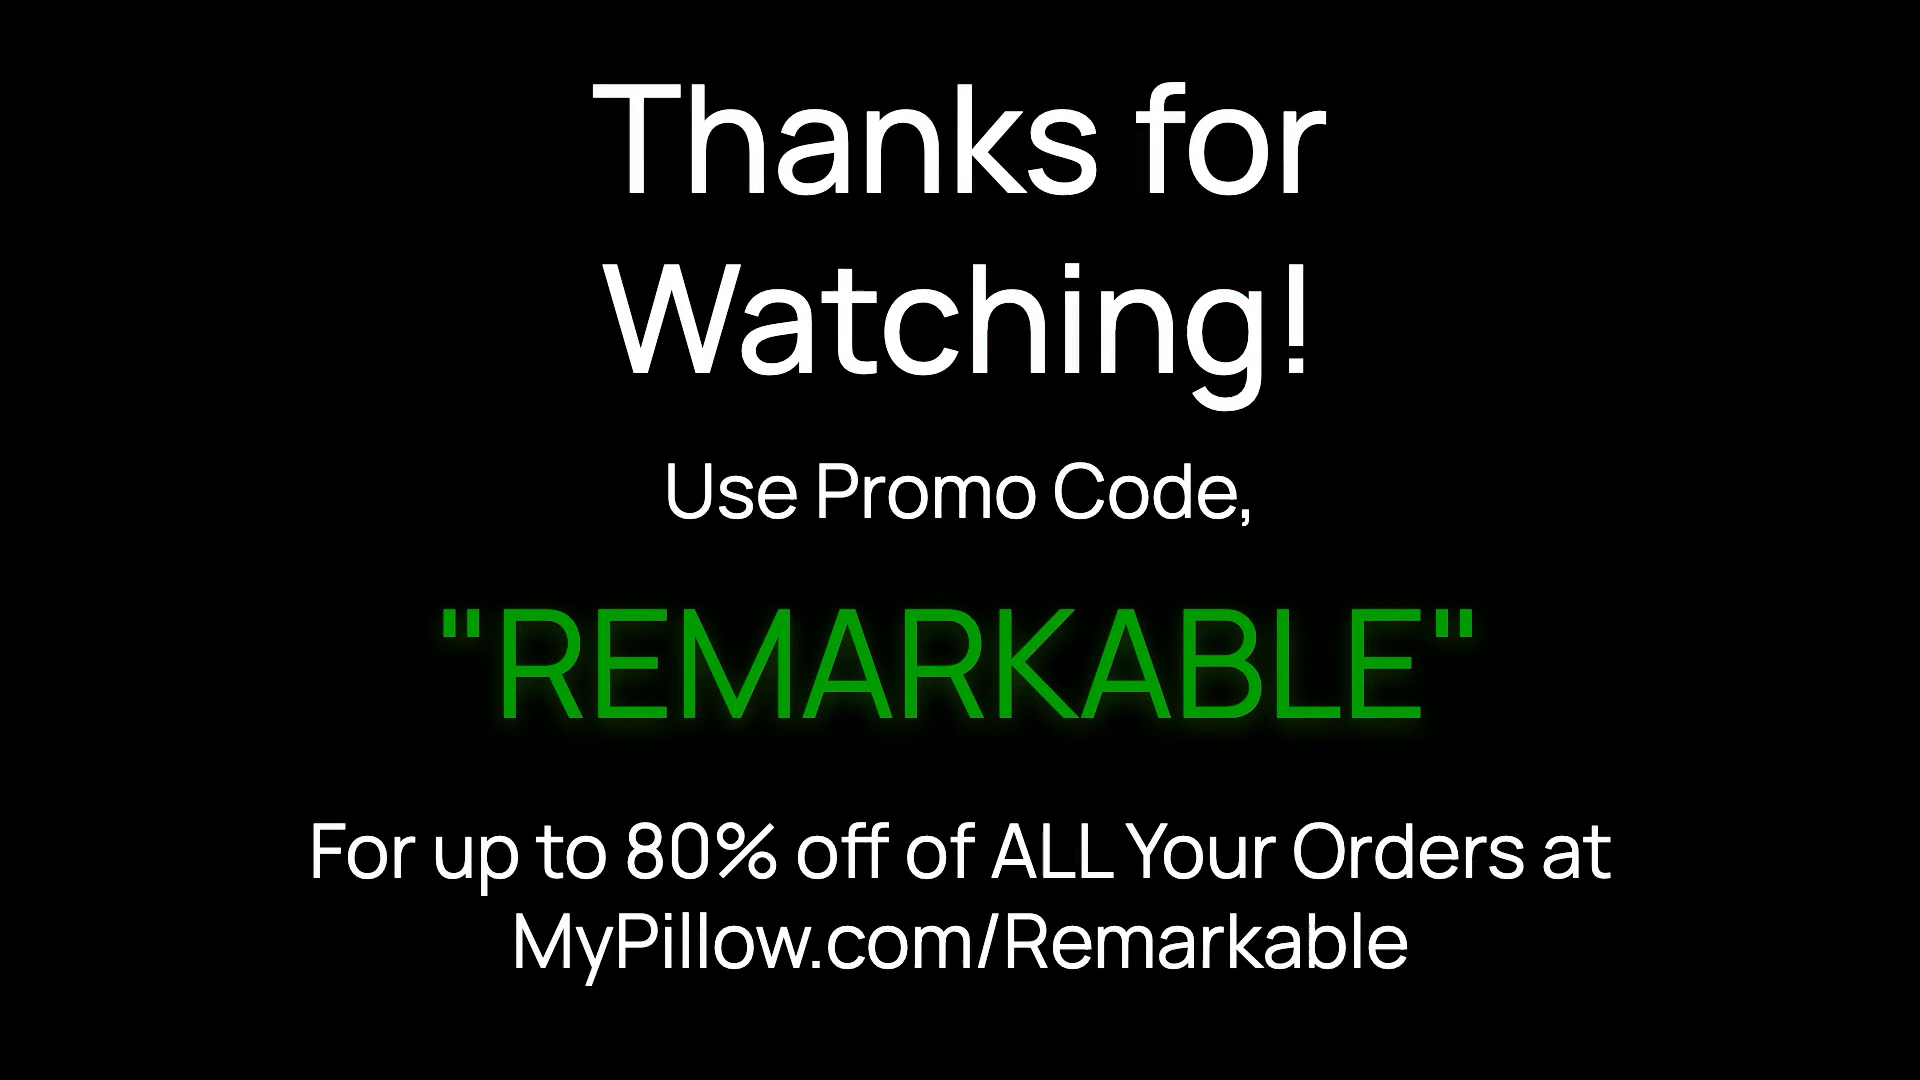 Thanks for
Watching!
Use Promo Code,
"REMARKABLE"
For up to 80% off of ALL Your Orders at
MyPillow.com/Remarkable